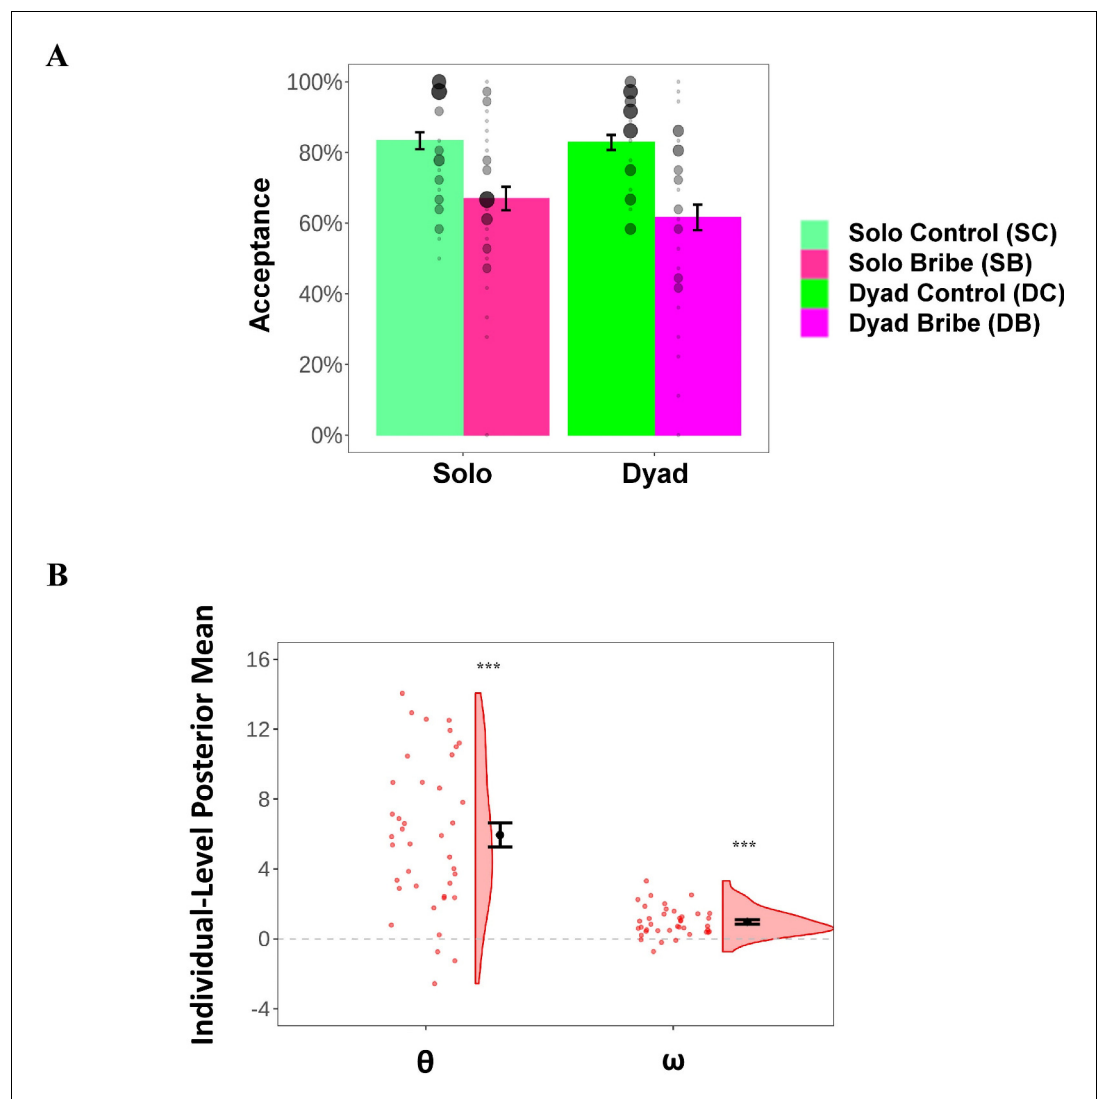 A
100%
80%
60%
40%
20%
0%
Acceptance
Solo
Dyad
Solo Control (SC)
Solo Bribe (SB)
Dyad Control (DC)
Dyad Bribe (DB)
B
Individual-Level Posterior Mean
16
12
8
4
0
-4
***
***
θ
ω